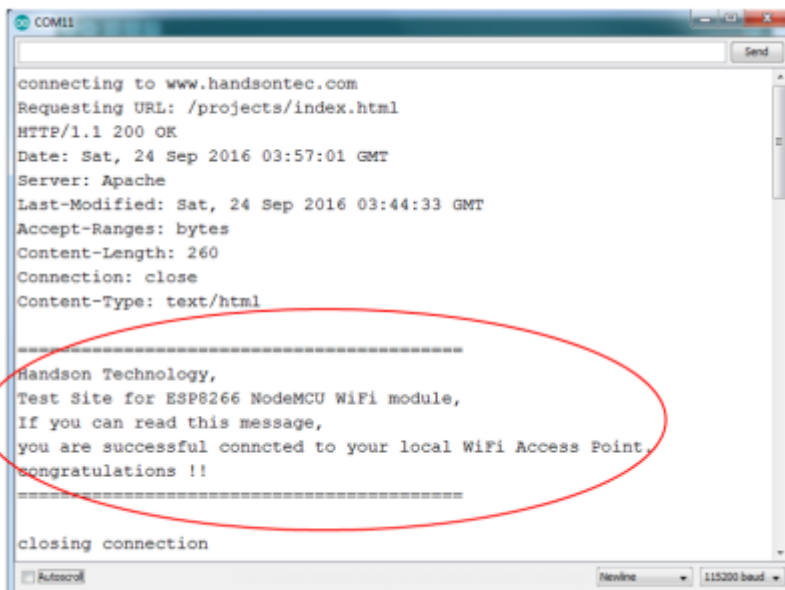 COM11
Send
connecting to www.handsontec.com
Requesting URL: /projects/index.html
HTTP/1.1 200 OK
Date: Sat, 24 Sep 2016 03:57:01 GMT
Server: Apache
Last-Modified: Sat, 24 Sep 2016 03:44:33 GMT
Accept-Ranges: bytes
Content-Length: 260
Connection: close
Content-Type: text/html
===========================================
Handson Technology,
Test Site for ESP8266 NodeMCU WiFi module,
If you can read this message,
you are successful conncted to your local WiFi Access Point,
congratulations !!
===========================================
closing connection
Autoscroll Newline 115200 baud